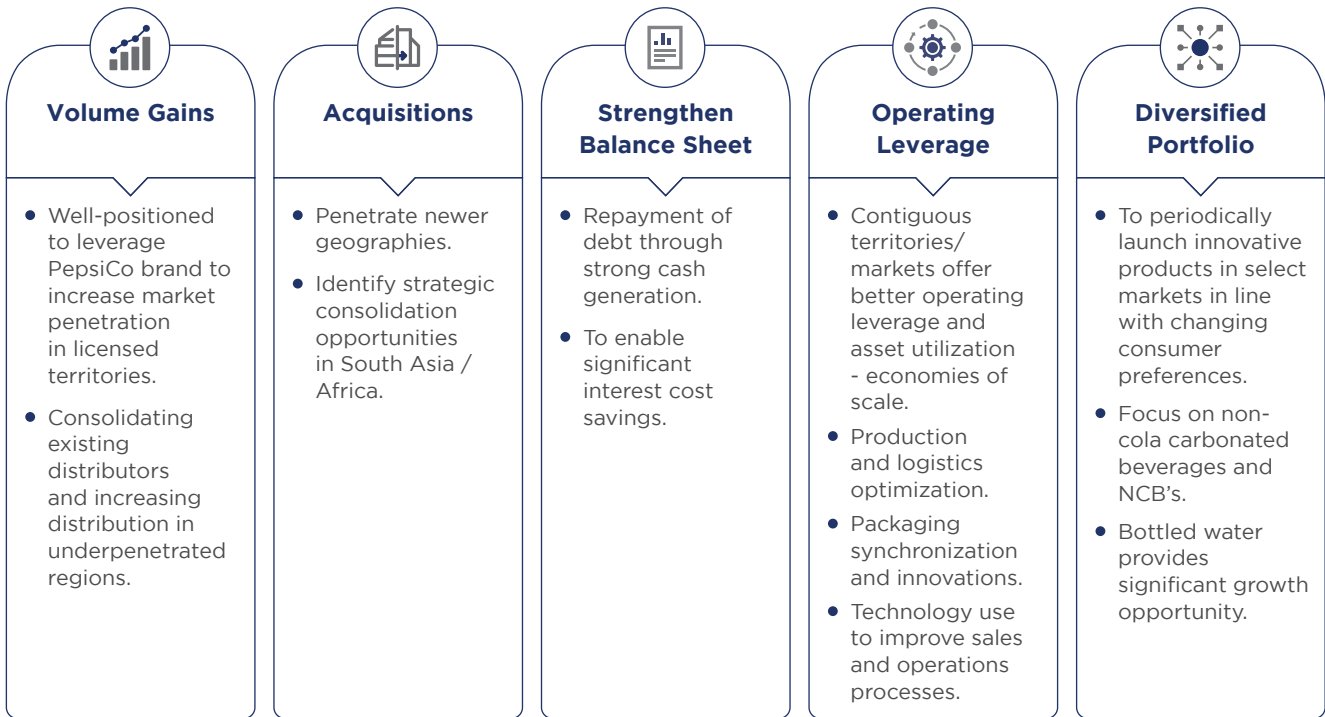 Volume Gains
• Well-positioned
to leverage
PepsiCo brand to
increase market
penetration
in licensed
territories.
• Consolidating
existing
distributors
and increasing
distribution in
underpenetrated
regions.
Acquisitions
• Penetrate newer
geographies.
• Identify strategic
consolidation
opportunities
in South Asia /
Africa.
Strengthen
Balance Sheet
• Repayment of
debt through
strong cash
generation.
• To enable
significant
interest cost
savings.
Operating
Leverage
• Contiguous
territories/
markets offer
better operating
leverage and
asset utilization
- economies of
scale.
• Production
and logistics
optimization.
• Packaging
synchronization
and innovations.
• Technology use
to improve sales
and operations
processes.
Diversified
Portfolio
• To periodically
launch innovative
products in select
markets in line
with changing
consumer
preferences.
• Focus on non-
cola carbonated
beverages and
NCB’s.
• Bottled water
provides
significant growth
opportunity.